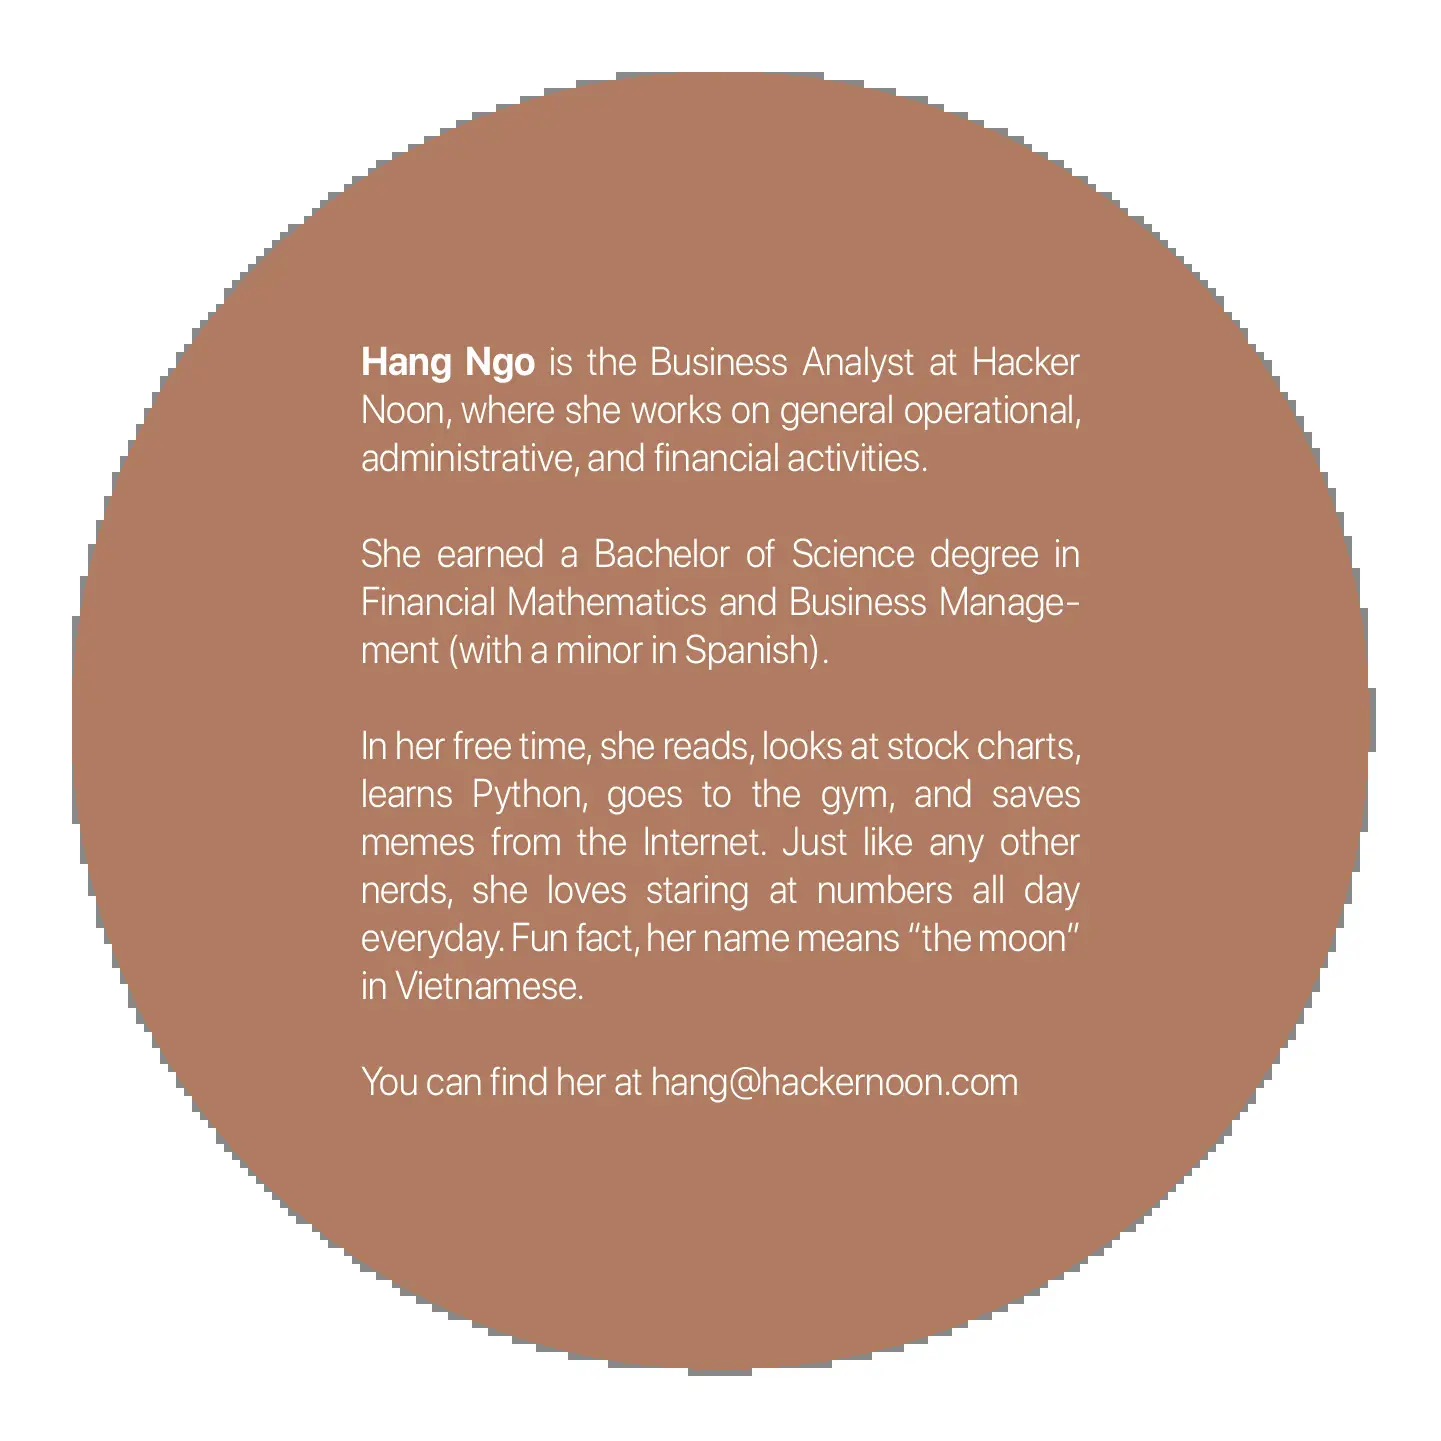 Hang Ngo is the Business Analyst at Hacker
Noon, where she works on general operational,
administrative, and financial activities.
She earned a Bachelor of Science degree in
Financial Mathematics and Business Manage-
ment (with a minor in Spanish).
In her free time, she reads, looks at stock charts,
learns Python, goes to the gym, and saves
memes from the Internet. Just like any other
nerds, she loves staring at numbers all day
everyday. Fun fact, her name means “the moon”
in Vietnamese.
You can find her at hang@hackernoon.com